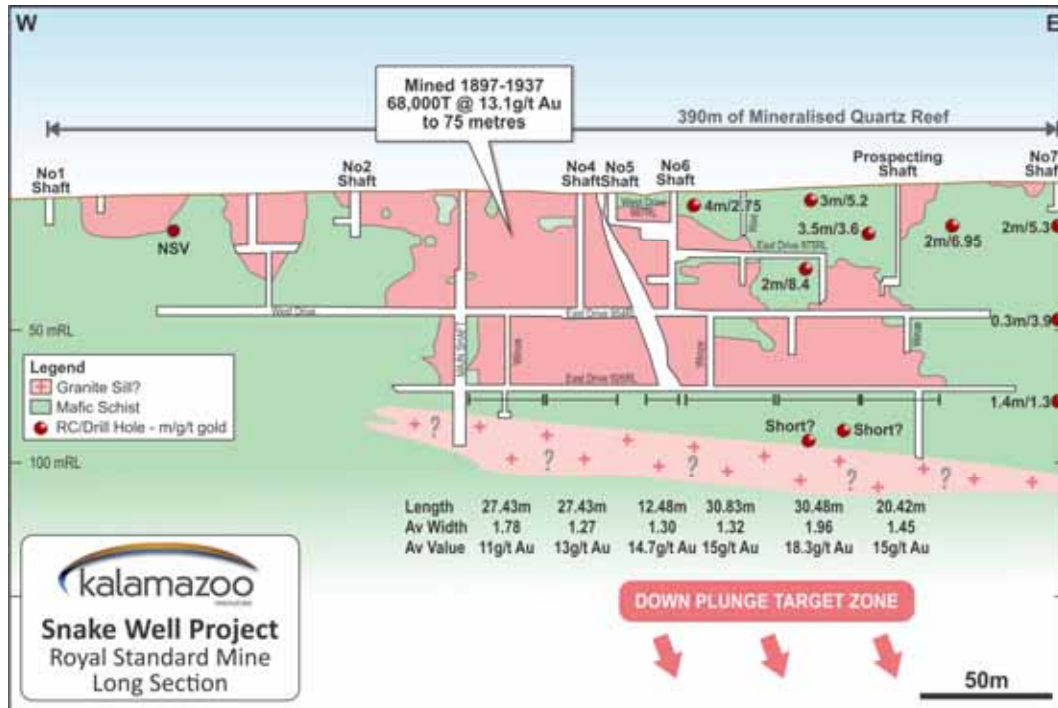 W
E
Mined 1897-1937
68,000T @ 13.1g/t Au
to 75 metres
390m of Mineralised Quartz Reef
No1
Shaft
No2
Shaft
No4
Shaft
No5
Shaft
No6
Shaft
Prospecting
Shaft
No7
Shaft
NSV
4m/2.75
3m/5.2
3.5m/3.6
2m/6.95
2m/5.3
2m/8.4
West Drive
East Drive
West Drive
East Drive
MAIN SHAFT
Winze
Winze
Winze
East Drive
0.3m/3.9
1.4m/1.3
50 mRL
100 mRL
Legend
Granite Sill?
Mafic Schist
RC/Drill Hole - m/g/t gold
Short?
Short?
? ? ? ? ?
Length 27.43m 27.43m 12.48m 30.83m 30.48m 20.42m
Av Width 1.78 1.27 1.30 1.32 1.96 1.45
Av Value 11g/t Au 13g/t Au 14.7g/t Au 15g/t Au 18.3g/t Au 15g/t Au
DOWN PLUNGE TARGET ZONE
kalamazoo
Snake Well Project
Royal Standard Mine
Long Section
50m